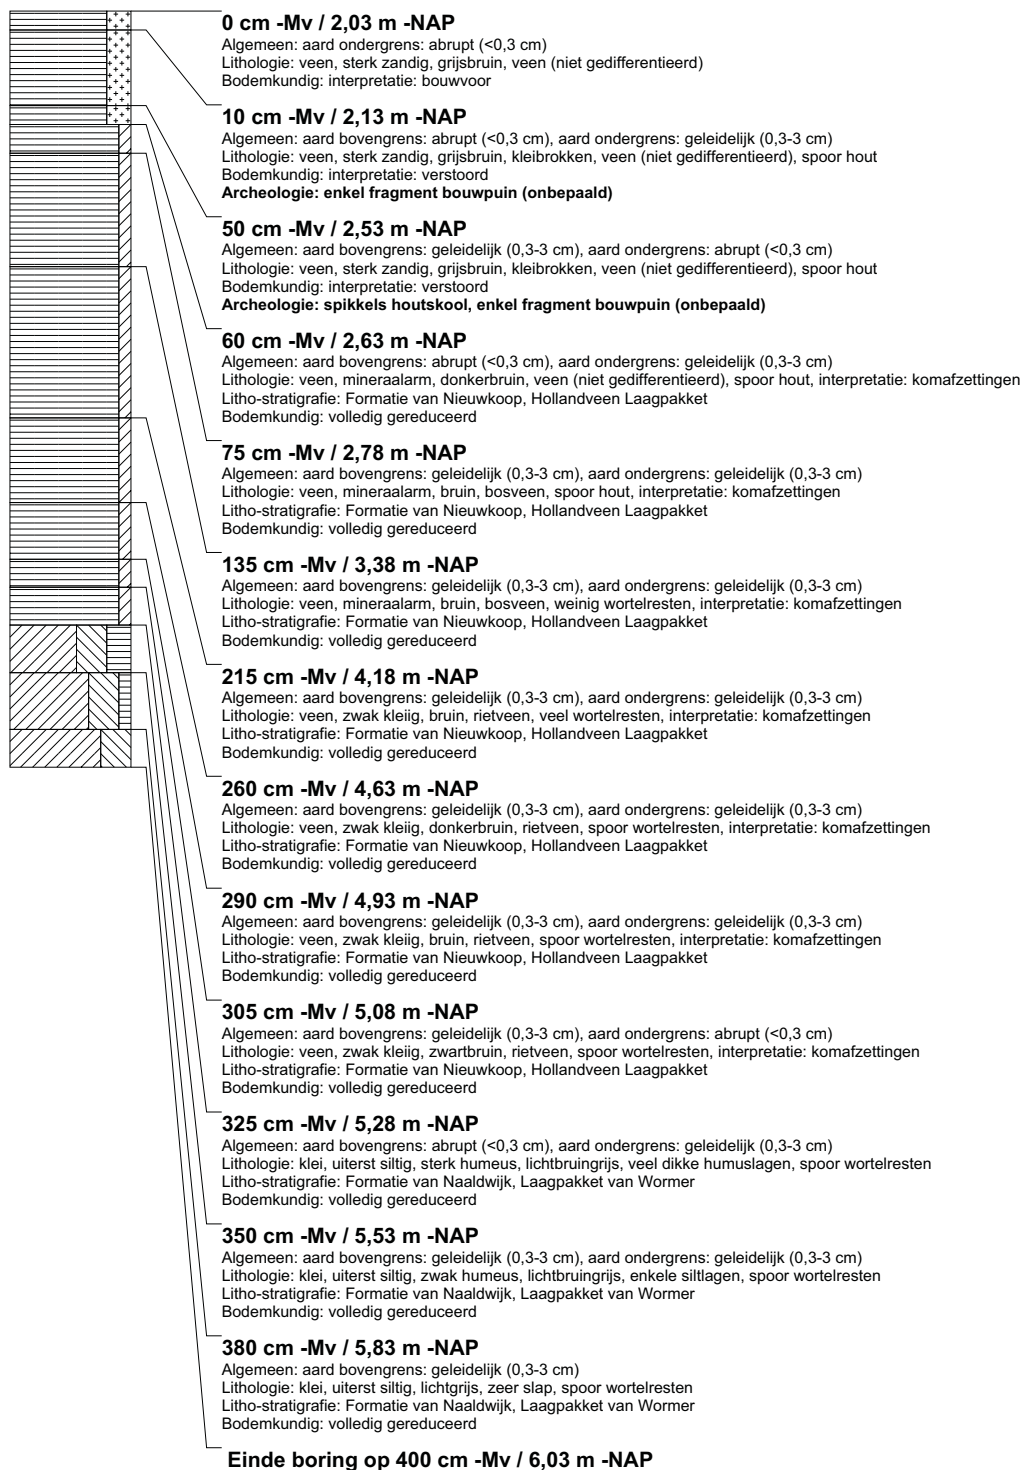 0 cm -Mv / 2,03 m -NAP
Algemeen: aard ondergrens: abrupt (<0,3 cm)
Lithologie: veen, sterk zandig, grijsbruin, veen (niet gedifferentieerd)
Bodemkundig: interpretatie: bouwvoor
10 cm -Mv / 2,13 m -NAP
Algemeen: aard bovengrens: abrupt (<0,3 cm), aard ondergrens: geleidelijk (0,3-3 cm)
Lithologie: veen, sterk zandig, grijsbruin, kleibrokken, veen (niet gedifferentieerd), spoor hout
Bodemkundig: interpretatie: verstoord
Archeologie: enkel fragment bouwpuin (onbepaald)
50 cm -Mv / 2,53 m -NAP
Algemeen: aard bovengrens: geleidelijk (0,3-3 cm), aard ondergrens: abrupt (<0,3 cm)
Lithologie: veen, sterk zandig, grijsbruin, kleibrokken, veen (niet gedifferentieerd), spoor hout
Bodemkundig: interpretatie: verstoord
Archeologie: spikkels houtskool, enkel fragment bouwpuin (onbepaald)
60 cm -Mv / 2,63 m -NAP
Algemeen: aard bovengrens: abrupt (<0,3 cm), aard ondergrens: geleidelijk (0,3-3 cm)
Lithologie: veen, mineraalarm, donkerbruin, veen (niet gedifferentieerd), spoor hout, interpretatie: komafzettingen
Litho-stratigrafie: Formatie van Nieuwkoop, Hollandveen Laagpakket
Bodemkundig: volledig gereduceerd
75 cm -Mv / 2,78 m -NAP
Algemeen: aard bovengrens: geleidelijk (0,3-3 cm), aard ondergrens: geleidelijk (0,3-3 cm)
Lithologie: veen, mineraalarm, bruin, bosveen, spoor hout, interpretatie: komafzettingen
Litho-stratigrafie: Formatie van Nieuwkoop, Hollandveen Laagpakket
Bodemkundig: volledig gereduceerd
135 cm -Mv / 3,38 m -NAP
Algemeen: aard bovengrens: geleidelijk (0,3-3 cm), aard ondergrens: geleidelijk (0,3-3 cm)
Lithologie: veen, mineraalarm, bruin, bosveen, weinig wortelresten, interpretatie: komafzettingen
Litho-stratigrafie: Formatie van Nieuwkoop, Hollandveen Laagpakket
Bodemkundig: volledig gereduceerd
215 cm -Mv / 4,18 m -NAP
Algemeen: aard bovengrens: geleidelijk (0,3-3 cm), aard ondergrens: geleidelijk (0,3-3 cm)
Lithologie: veen, zwak kleiig, bruin, rietveen, veel wortelresten, interpretatie: komafzettingen
Litho-stratigrafie: Formatie van Nieuwkoop, Hollandveen Laagpakket
Bodemkundig: volledig gereduceerd
260 cm -Mv / 4,63 m -NAP
Algemeen: aard bovengrens: geleidelijk (0,3-3 cm), aard ondergrens: geleidelijk (0,3-3 cm)
Lithologie: veen, zwak kleiig, donkerbruin, rietveen, spoor wortelresten, interpretatie: komafzettingen
Litho-stratigrafie: Formatie van Nieuwkoop, Hollandveen Laagpakket
Bodemkundig: volledig gereduceerd
290 cm -Mv / 4,93 m -NAP
Algemeen: aard bovengrens: geleidelijk (0,3-3 cm), aard ondergrens: geleidelijk (0,3-3 cm)
Lithologie: veen, zwak kleiig, bruin, rietveen, spoor wortelresten, interpretatie: komafzettingen
Litho-stratigrafie: Formatie van Nieuwkoop, Hollandveen Laagpakket
Bodemkundig: volledig gereduceerd
305 cm -Mv / 5,08 m -NAP
Algemeen: aard bovengrens: geleidelijk (0,3-3 cm), aard ondergrens: abrupt (<0,3 cm)
Lithologie: veen, zwak kleiig, zwartbruin, rietveen, spoor wortelresten, interpretatie: komafzettingen
Litho-stratigrafie: Formatie van Nieuwkoop, Hollandveen Laagpakket
Bodemkundig: volledig gereduceerd
325 cm -Mv / 5,28 m -NAP
Algemeen: aard bovengrens: abrupt (<0,3 cm), aard ondergrens: geleidelijk (0,3-3 cm)
Lithologie: klei, uiterst siltig, sterk humeus, lichtbruingrijs, veel dikke humuslagen, spoor wortelresten
Litho-stratigrafie: Formatie van Naaldwijk, Laagpakket van Wormer
Bodemkundig: volledig gereduceerd
350 cm -Mv / 5,53 m -NAP
Algemeen: aard bovengrens: geleidelijk (0,3-3 cm), aard ondergrens: geleidelijk (0,3-3 cm)
Lithologie: klei, uiterst siltig, zwak humeus, lichtbruingrijs, enkele siltlagen, spoor wortelresten
Litho-stratigrafie: Formatie van Naaldwijk, Laagpakket van Wormer
Bodemkundig: volledig gereduceerd
380 cm -Mv / 5,83 m -NAP
Algemeen: aard bovengrens: geleidelijk (0,3-3 cm)
Lithologie: klei, uiterst siltig, lichtgrijs, zeer slap, spoor wortelresten
Litho-stratigrafie: Formatie van Naaldwijk, Laagpakket van Wormer
Bodemkundig: volledig gereduceerd
Einde boring op 400 cm -Mv / 6,03 m -NAP